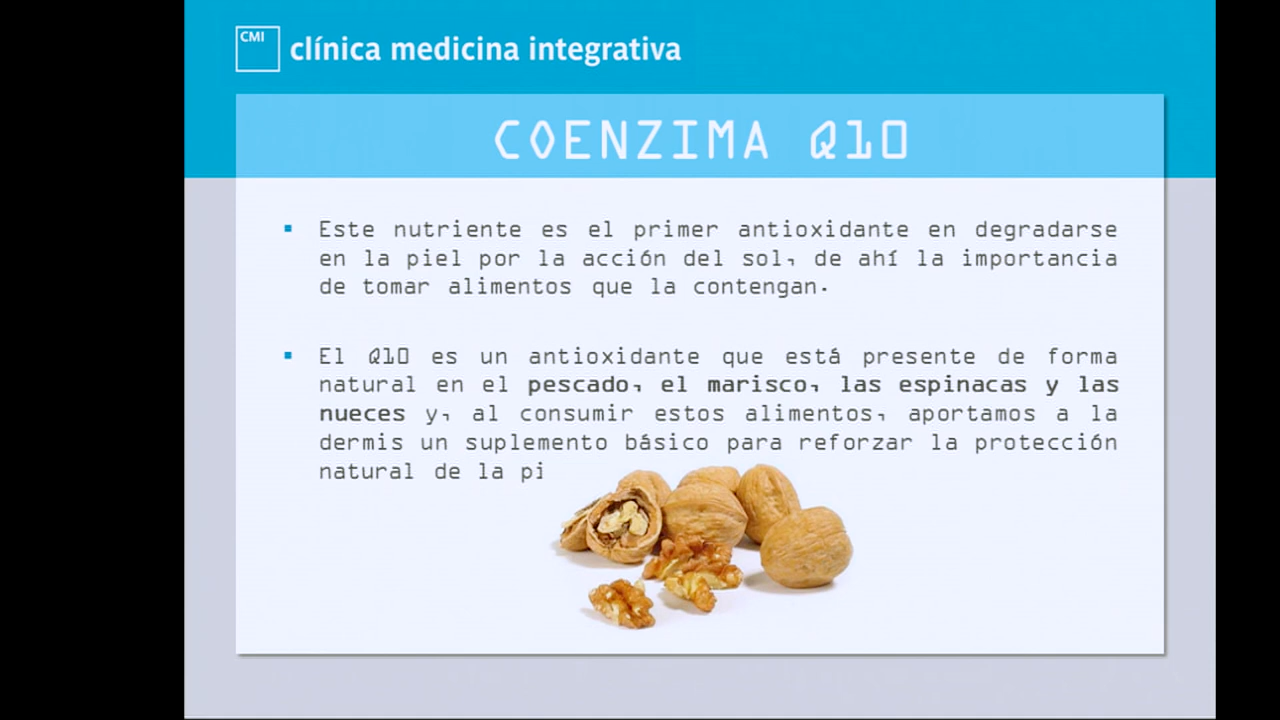 CMI
clínica medicina integrativa
COENZIMA Q10
Este nutriente es el primer antioxidante en degradarse
en la piel por la acción del sol, de ahí la importancia
de tomar alimentos que la contengan.
El Q10 es un antioxidante que está presente de forma
natural en el pescado, el marisco, las espinacas y las
nueces y, al consumir estos alimentos, aportamos a la
dermis un suplemento básico para reforzar la protección
natural de la pi